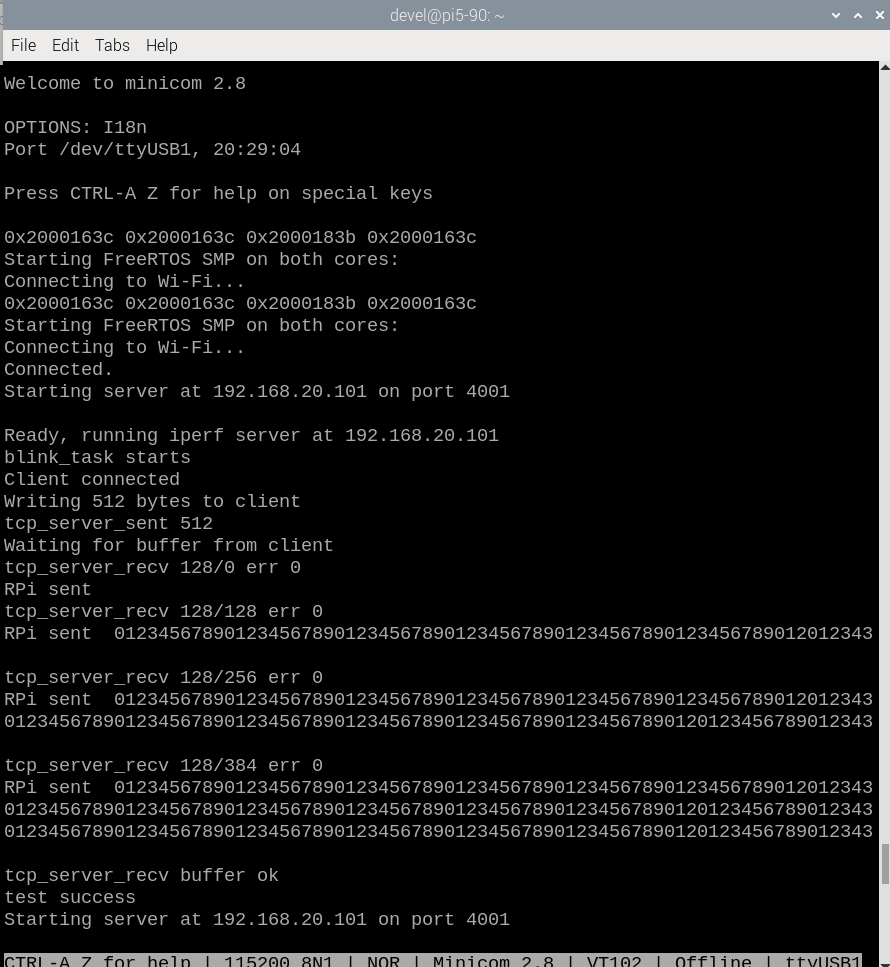 devel@pi5-90: ~
File Edit Tabs Help
Welcome to minicom 2.8
OPTIONS: I18n
Port /dev/ttyUSB1, 20:29:04
Press CTRL-A Z for help on special keys
0x2000163c 0x2000163c 0x2000183b 0x2000163c
Starting FreeRTOS SMP on both cores:
Connecting to Wi-Fi...
0x2000163c 0x2000163c 0x2000183b 0x2000163c
Starting FreeRTOS SMP on both cores:
Connecting to Wi-Fi...
Connected.
Starting server at 192.168.20.101 on port 4001
Ready, running iperf server at 192.168.20.101
blink_task starts
Client connected
Writing 512 bytes to client
tcp_server_sent 512
Waiting for buffer from client
tcp_server_recv 128/0 err 0
RPi sent
tcp_server_recv 128/128 err 0
RPi sent  012345678901234567890123456789012345678901234567890123456789012012343
tcp_server_recv 128/256 err 0
RPi sent  012345678901234567890123456789012345678901234567890123456789012012343
0123456789012345678901234567890123456789012345678901234567890120123456789012343
tcp_server_recv 128/384 err 0
RPi sent  012345678901234567890123456789012345678901234567890123456789012012343
0123456789012345678901234567890123456789012345678901234567890120123456789012343
0123456789012345678901234567890123456789012345678901234567890120123456789012343
tcp_server_recv buffer ok
test success
Starting server at 192.168.20.101 on port 4001
CTRL-A Z for help | 115200 8N1 | NOR | Minicom 2.8 | VT102 | Offline | ttyUSB1